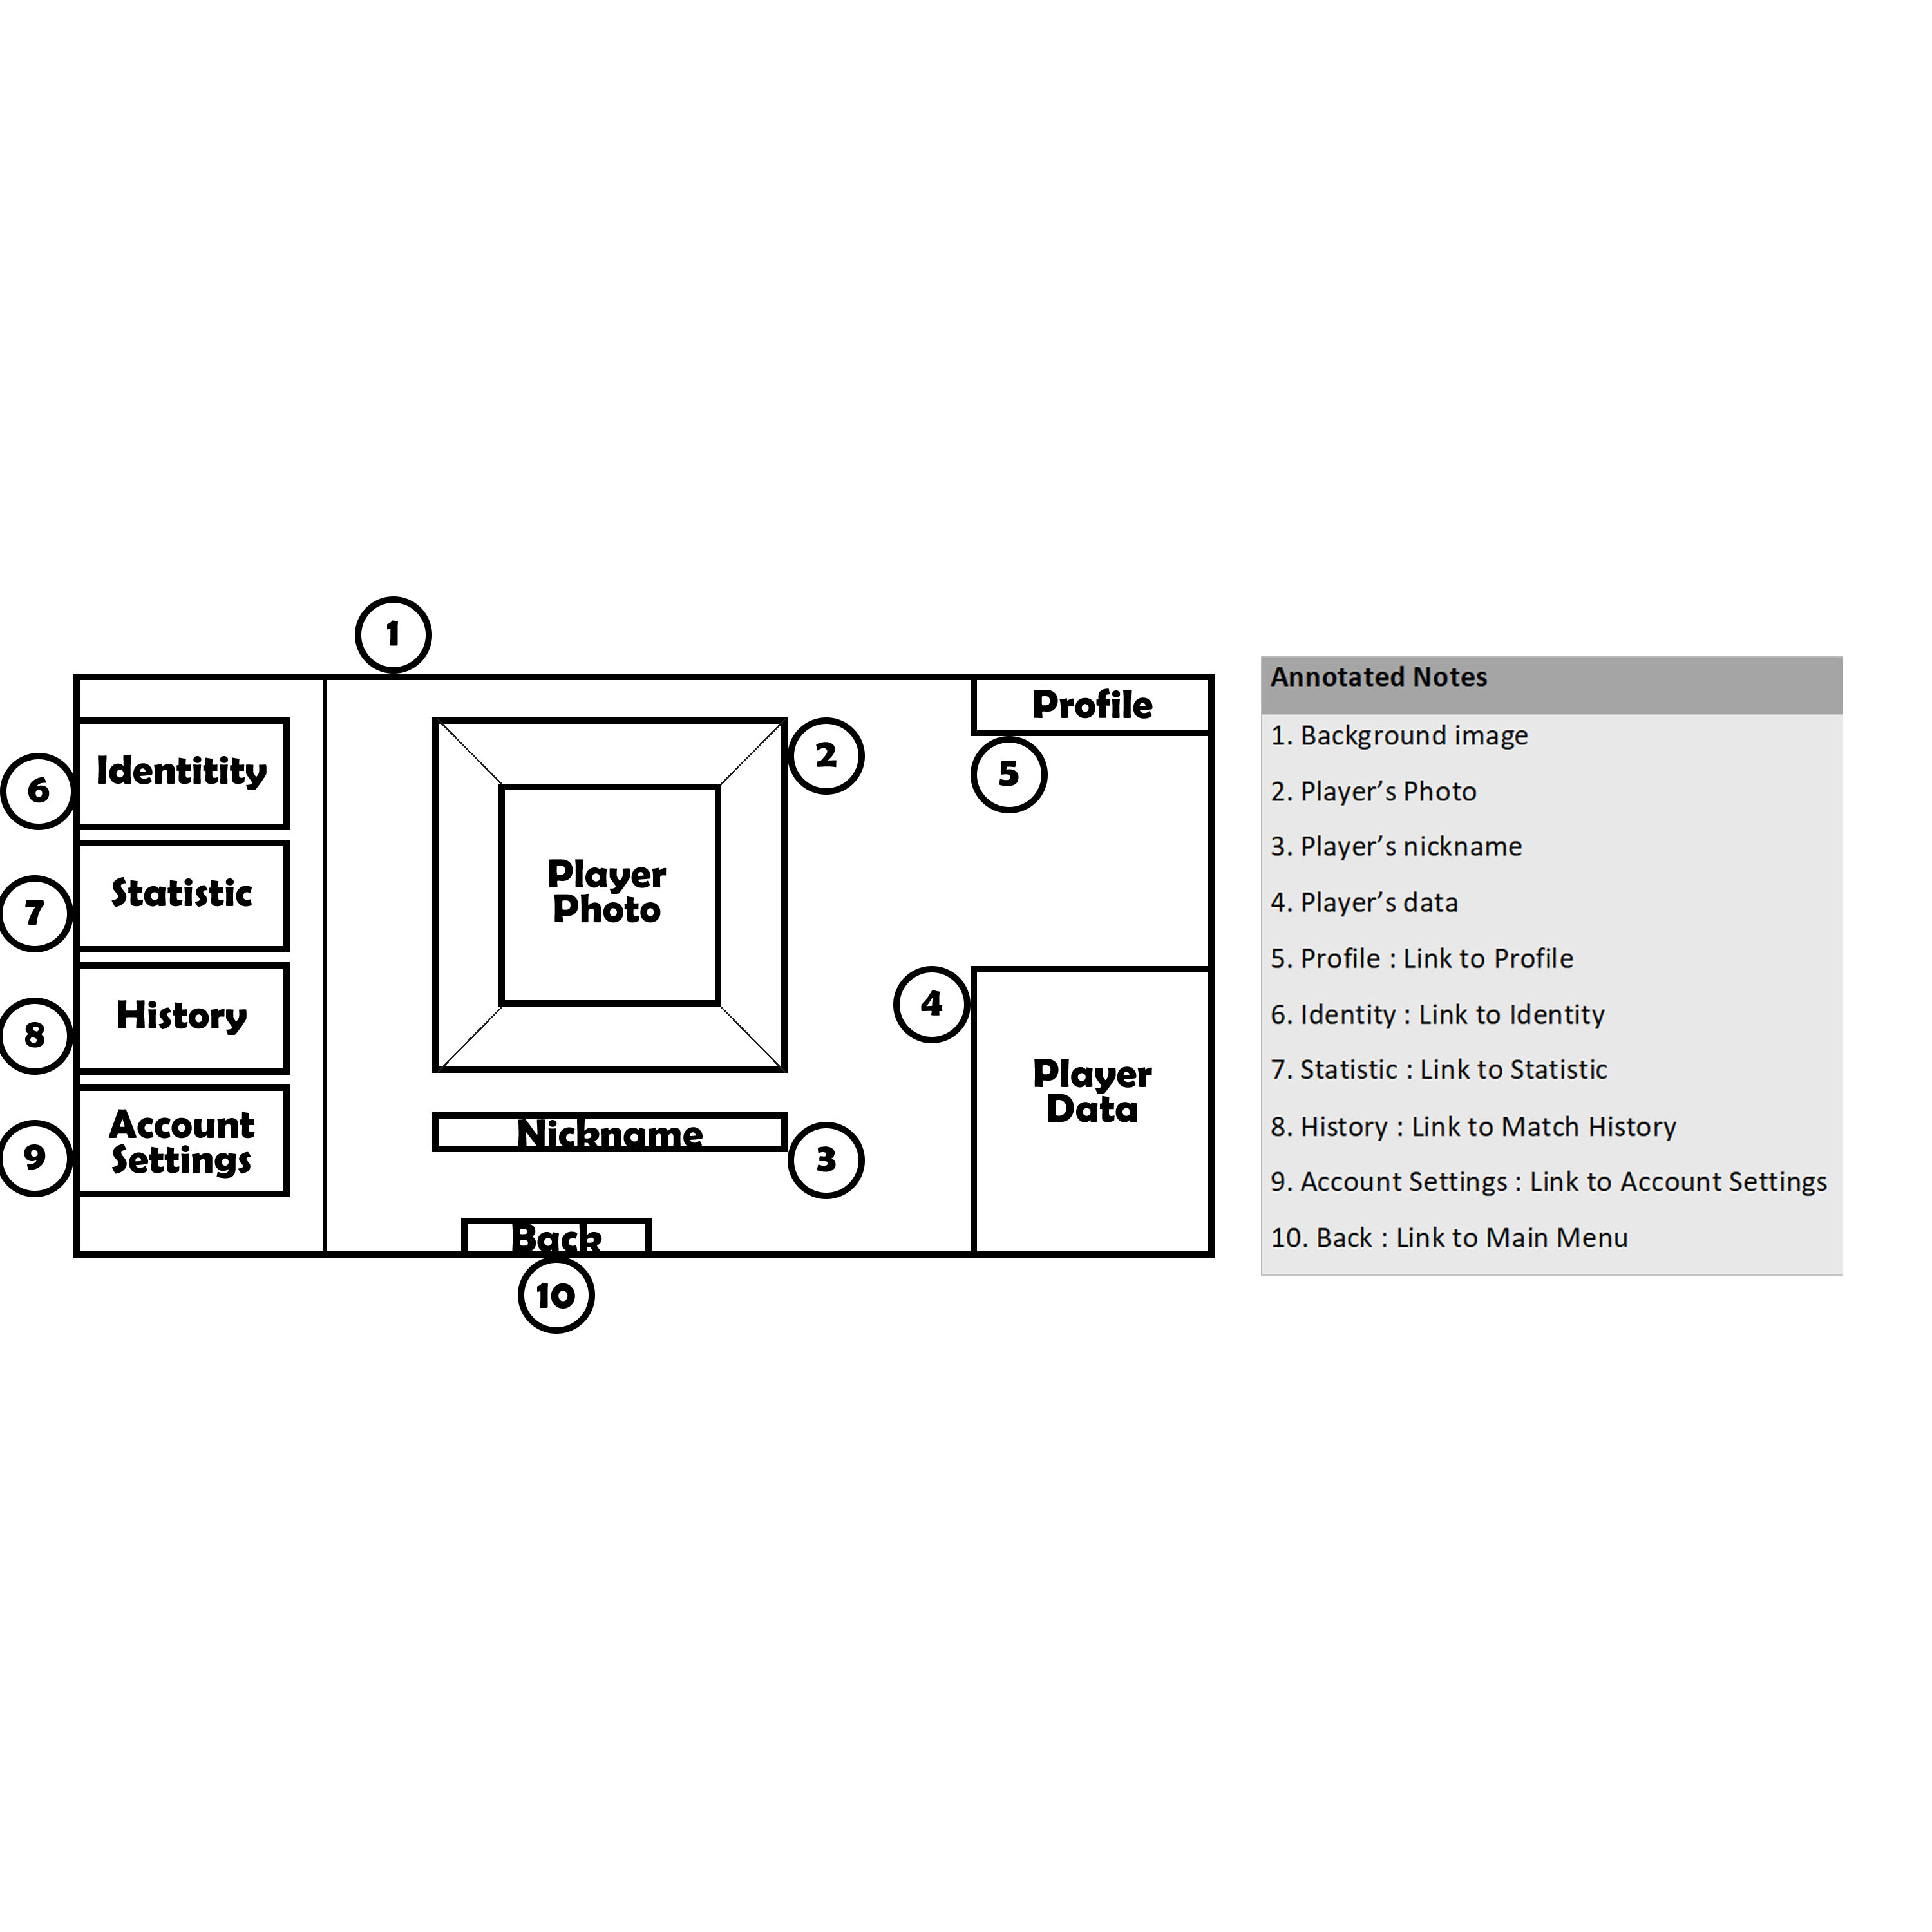 1
Profile
2
5
Identitity
6
Player
Photo
Statistic
7
4
History
8
Player
Data
Account
Settings
9
Nickname
3
Back
10
Annotated Notes
1. Background image
2. Player’s Photo
3. Player’s nickname
4. Player’s data
5. Profile : Link to Profile
6. Identity : Link to Identity
7. Statistic : Link to Statistic
8. History : Link to Match History
9. Account Settings : Link to Account Settings
10. Back : Link to Main Menu